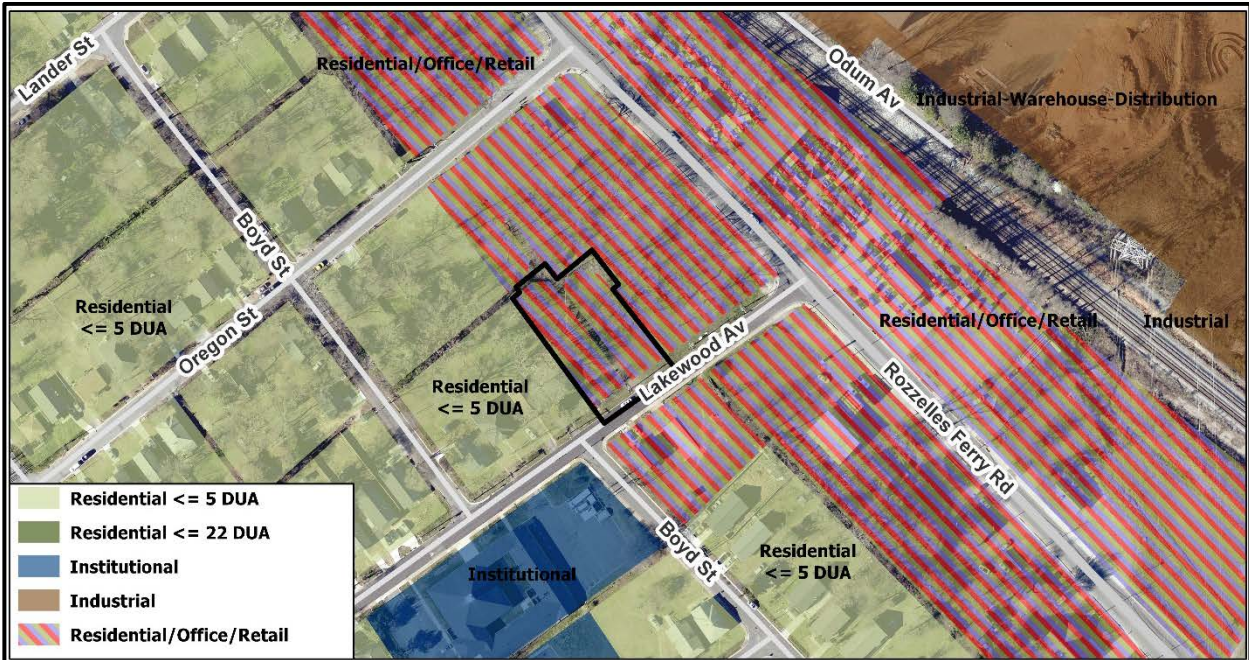 Lander St
Residential/Office/Retail
Odum Av
Industrial-Warehouse-Distribution
Boyd St
Residential
<= 5 DUA
Oregon St
Residential
<= 5 DUA
Lakewood Av
Residential/Office/Retail
Industrial
Rozzelles Ferry Rd
Boyd St
Residential
<= 5 DUA
Institutional
Residential <= 5 DUA
Residential <= 22 DUA
Institutional
Industrial
Residential/Office/Retail